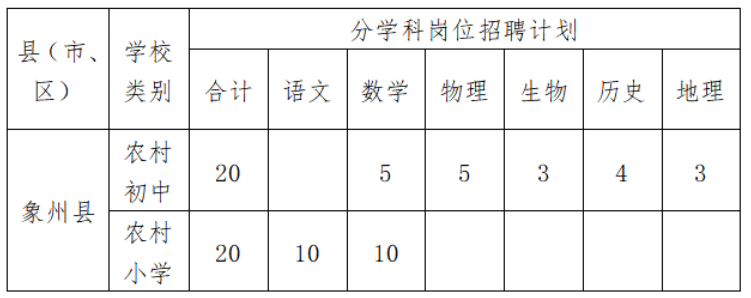 县（市、区） 学校类别 分学科岗位招聘计划
合计 语文 数学 物理 生物 历史 地理
象州县 农村初中 20 5 5 3 4 3
农村小学 20 10 10